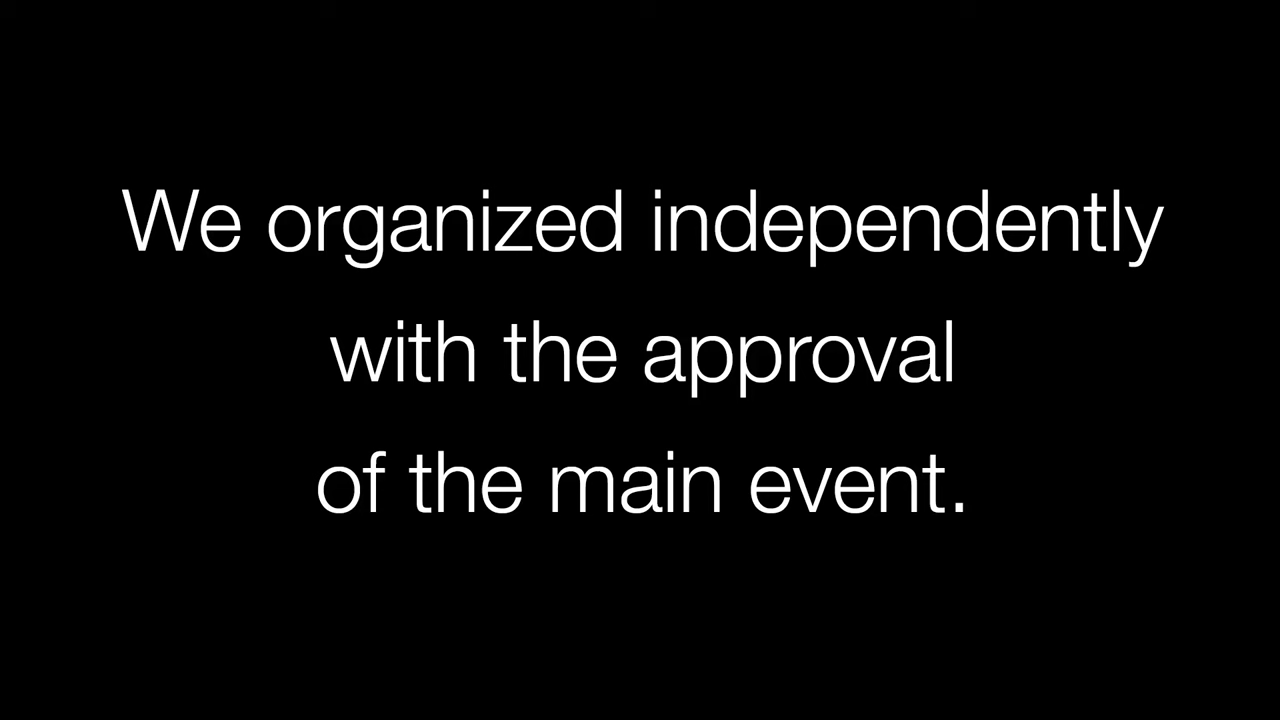 We organized independently
with the approval
of the main event.